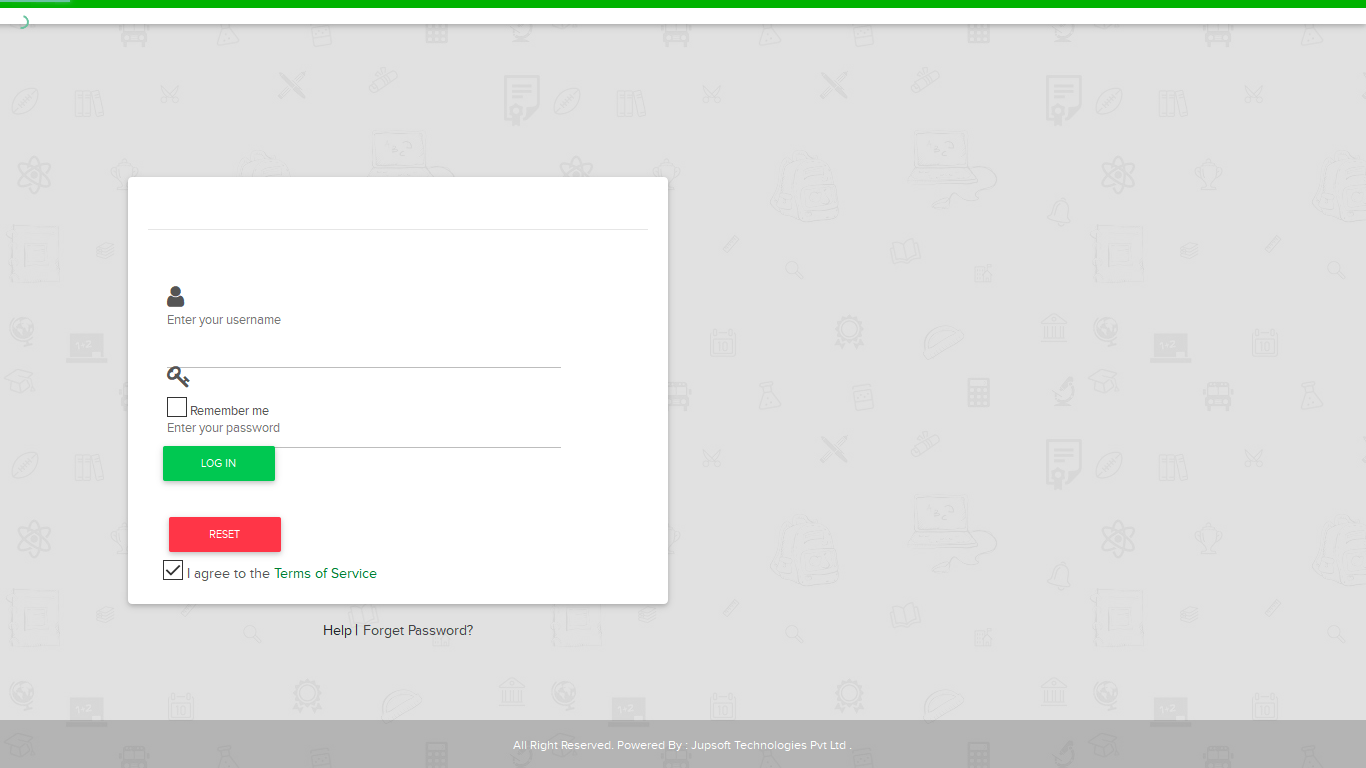 Enter your username
Remember me
Enter your password
LOG IN
RESET
I agree to the Terms of Service
Help | Forget Password?
All Right Reserved. Powered By : Jupsoft Technologies Pvt Ltd .